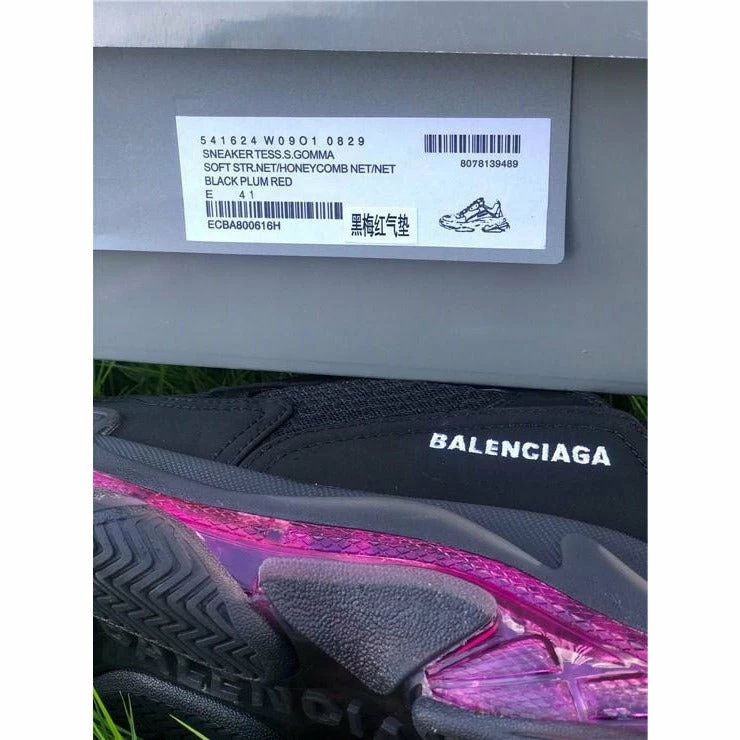 541624 W09O1 0829
SNEAKER TESS.S.GOMMA
SOFT STR.NET/HONEYCOMB NET/NET
BLACK PLUM RED
E 41
ECBA800616H
8078139489
黑梅红气垫
BALENCIAGA
BALENCIAGA